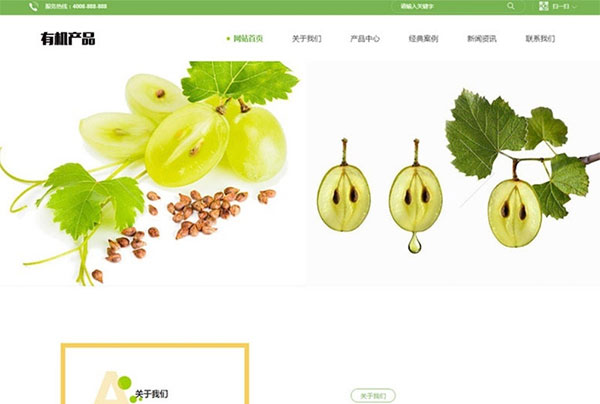 服务热线：4008-888-888
请输入关键字
扫一扫
有机产品
网站首页 关于我们 产品中心 经典案例 新闻资讯 联系我们
A
关于我们
关于我们